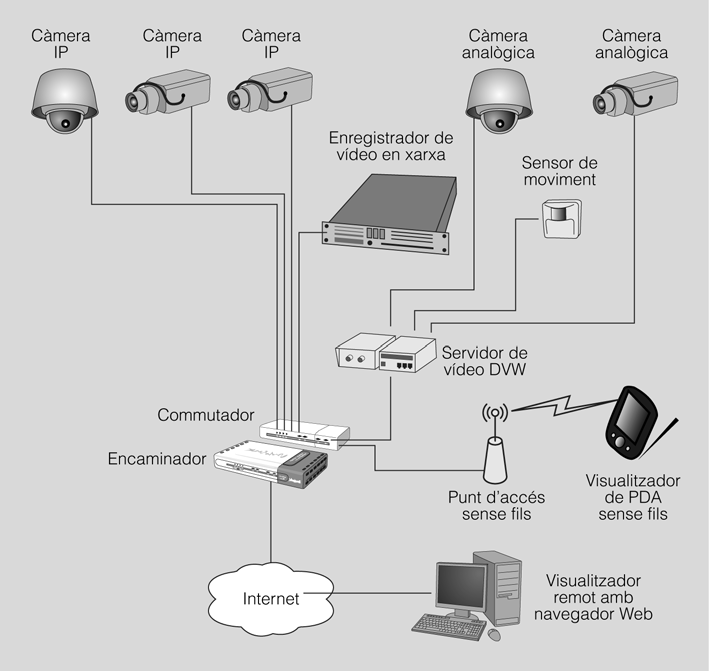 Càmera
IP
Càmera
IP
Càmera
IP
Càmera
analògica
Càmera
analògica
Enregistrador de
vídeo en xarxa
Sensor de
moviment
Servidor de
vídeo DVW
Commutador
Encaminador
Punt d'accés
sense fils
Visualitzador
de PDA
sense fils
Internet
Visualitzador
remot amb
navegador Web